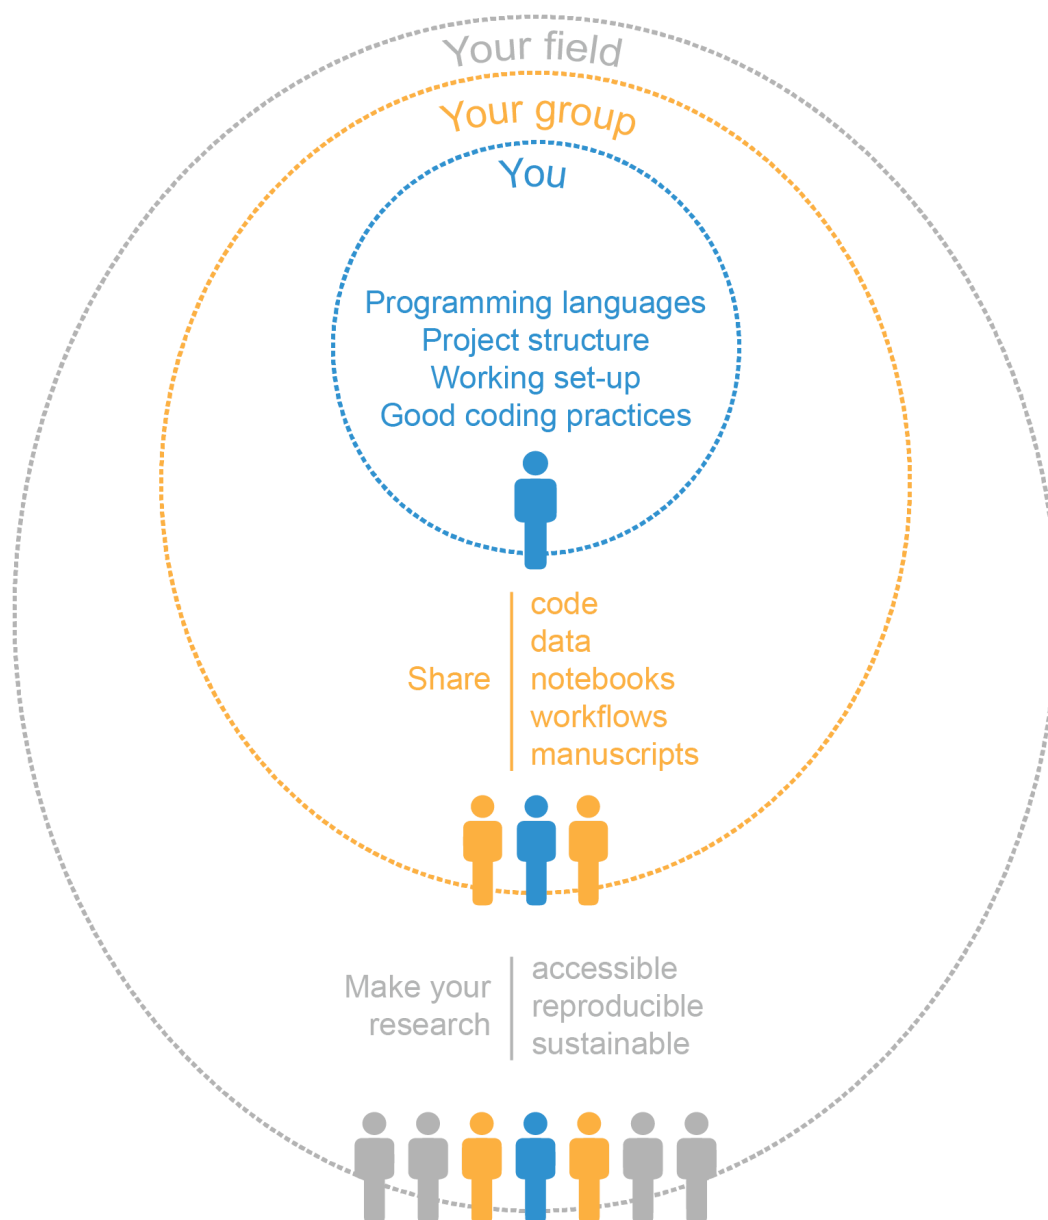 Your field
Your group
You
Programming languages
Project structure
Working set-up
Good coding practices
Share
code
data
notebooks
workflows
manuscripts
Make your
research
accessible
reproducible
sustainable